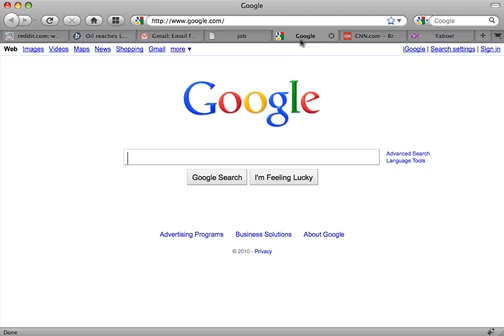 Google
http://www.google.com/
reddit.com: w
Oil reaches L
Gmail: Email f
job
Google
CNN.com – Br
Yahoo!
Web Images Videos Maps News Shopping Gmail more ▼
iGoogle | Search settings | Sign in
Google
Advanced Search
Language Tools
Google Search
I'm Feeling Lucky
Advertising Programs
Business Solutions
About Google
© 2010 - Privacy
Done